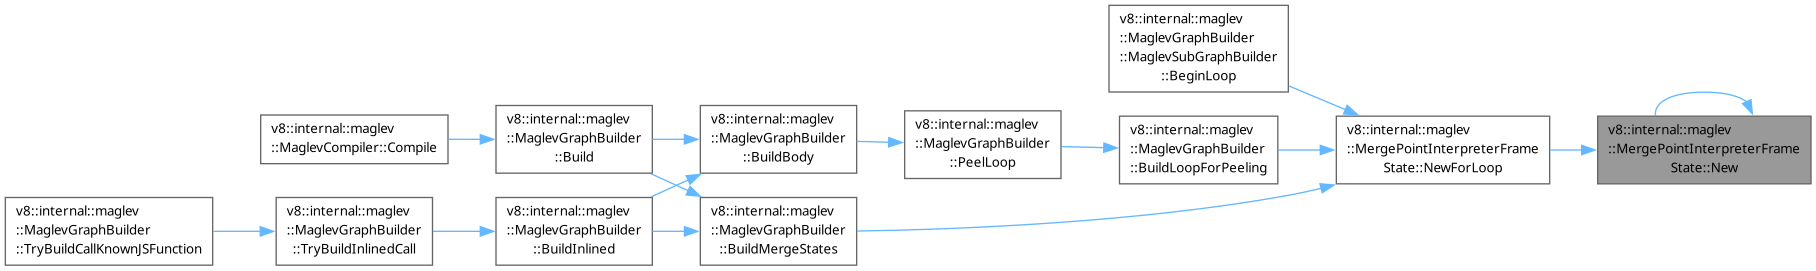 v8::internal::maglev
::MaglevGraphBuilder
::MaglevSubGraphBuilder
::BeginLoop
v8::internal::maglev
::MaglevCompiler::Compile
v8::internal::maglev
::MaglevGraphBuilder
::Build
v8::internal::maglev
::MaglevGraphBuilder
::BuildBody
v8::internal::maglev
::MaglevGraphBuilder
::PeelLoop
v8::internal::maglev
::MaglevGraphBuilder
::BuildLoopForPeeling
v8::internal::maglev
::MergePointInterpreterFrame
State::NewForLoop
v8::internal::maglev
::MergePointInterpreterFrame
State::New
v8::internal::maglev
::MaglevGraphBuilder
::TryBuildCallKnownJSFunction
v8::internal::maglev
::MaglevGraphBuilder
::TryBuildInlinedCall
v8::internal::maglev
::MaglevGraphBuilder
::BuildInlined
v8::internal::maglev
::MaglevGraphBuilder
::BuildMergeStates